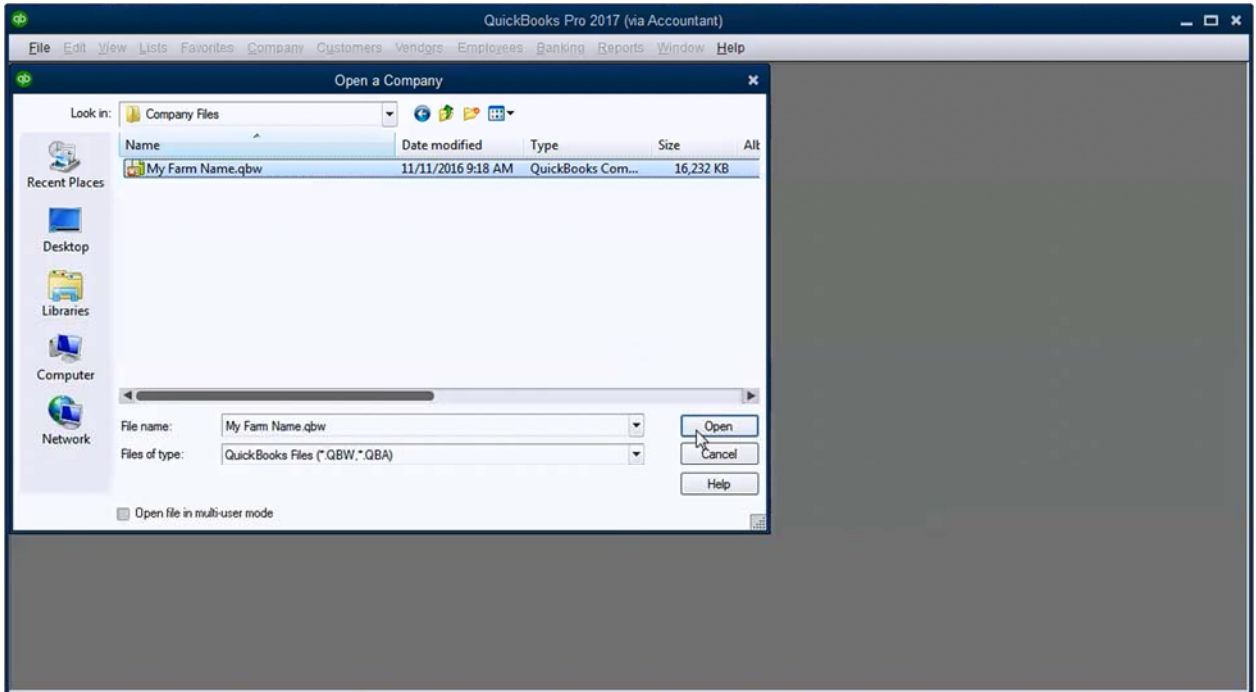 qb QuickBooks Pro 2017 (via Accountant)
File Edit View Lists Favorites Company Customers Vendors Employees Banking Reports Window Help
qb Open a Company
Look in: Company Files
Name Date modified Type Size Alt
My Farm Name.qbw 11/11/2016 9:18 AM QuickBooks Com... 16,232 KB
Recent Places
Desktop
Libraries
Computer
Network
File name: My Farm Name.qbw Open
Files of type: QuickBooks Files (*.QBW,*.QBA) Cancel
Help
Open file in multi-user mode